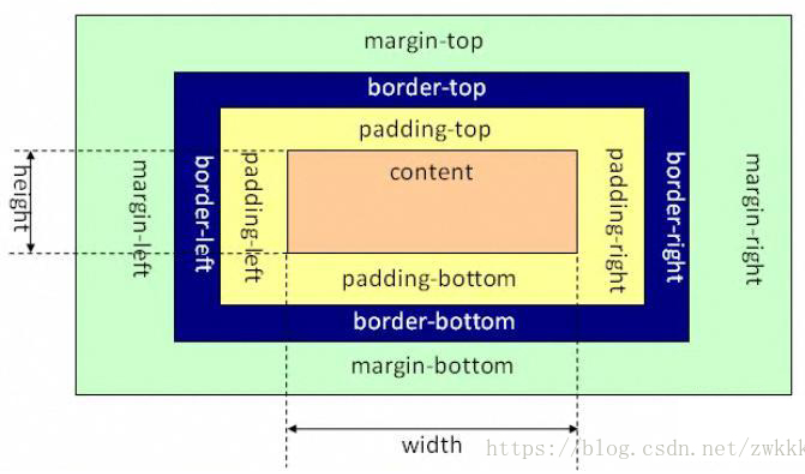 margin-top
border-top
padding-top
content
height
margin-left
border-left
padding-left
padding-right
border-right
margin-right
padding-bottom
border-bottom
margin-bottom
width
https://blog.csdn.net/zwkkk